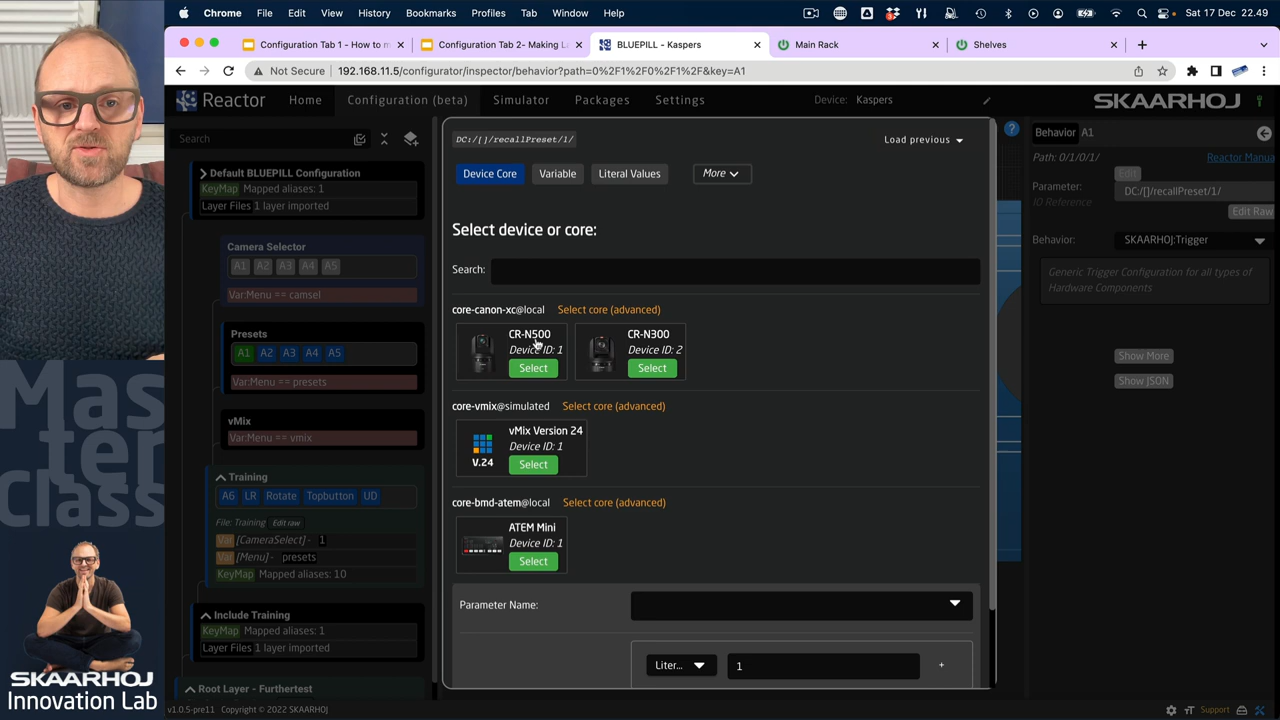 Chrome File Edit View History Bookmarks Profiles Tab Window Help Sat 17 Dec 22.49
Configuration Tab 1 - How to m Configuration Tab 2- Making L BLUEPILL - Kaspers Main Rack Shelves
Not Secure 192.168.11.5/configurator/inspector/behavior?path=0%2F1%2F0%2F1%2F&key=A1
Reactor Home Configuration (beta) Simulator Packages Settings Device: Kaspers SKAARHOJ
Search
Default BLUEPILL Configuration
KeyMap Mapped aliases: 1
Layer Files 1 layer imported
Camera Selector
A1 A2 A3 A4 A5
Var:Menu == camsel
Presets
A1 A2 A3 A4 A5
Var:Menu == presets
vMix
Var:Menu == vmix
Training
A6 LR Rotate Topbutton UD
File: Training Edit raw
Var [CameraSelect] - 1
Var [Menu] - presets
KeyMap Mapped aliases: 10
Include Training
KeyMap Mapped aliases: 1
Layer Files 1 layer imported
Root Layer - Furthertest
v1.0.5-pre11 Copyright © 2022 SKAARHOJ
DC:/[]/recallPreset/1/ Load previous
Device Core Variable Literal Values More
Select device or core:
Search:
core-canon-xc@local Select core (advanced)
CR-N500
Device ID: 1
Select
CR-N300
Device ID: 2
Select
core-vmix@simulated Select core (advanced)
V.24
vMix Version 24
Device ID: 1
Select
core-bmd-atem@local Select core (advanced)
ATEM Mini
Device ID: 1
Select
Parameter Name:
Liter... 1 +
Behavior A1
Path: 0/1/0/1/ Reactor Manua
Edit
Parameter: DC:/[]/recallPreset/1/
IO Reference
Edit Raw
Behavior: SKAARHOJ:Trigger
Generic Trigger Configuration for all types of
Hardware Components
Show More
Show JSON
Support
Mas
ter
Class
SKAARHOJ
Innovation Lab